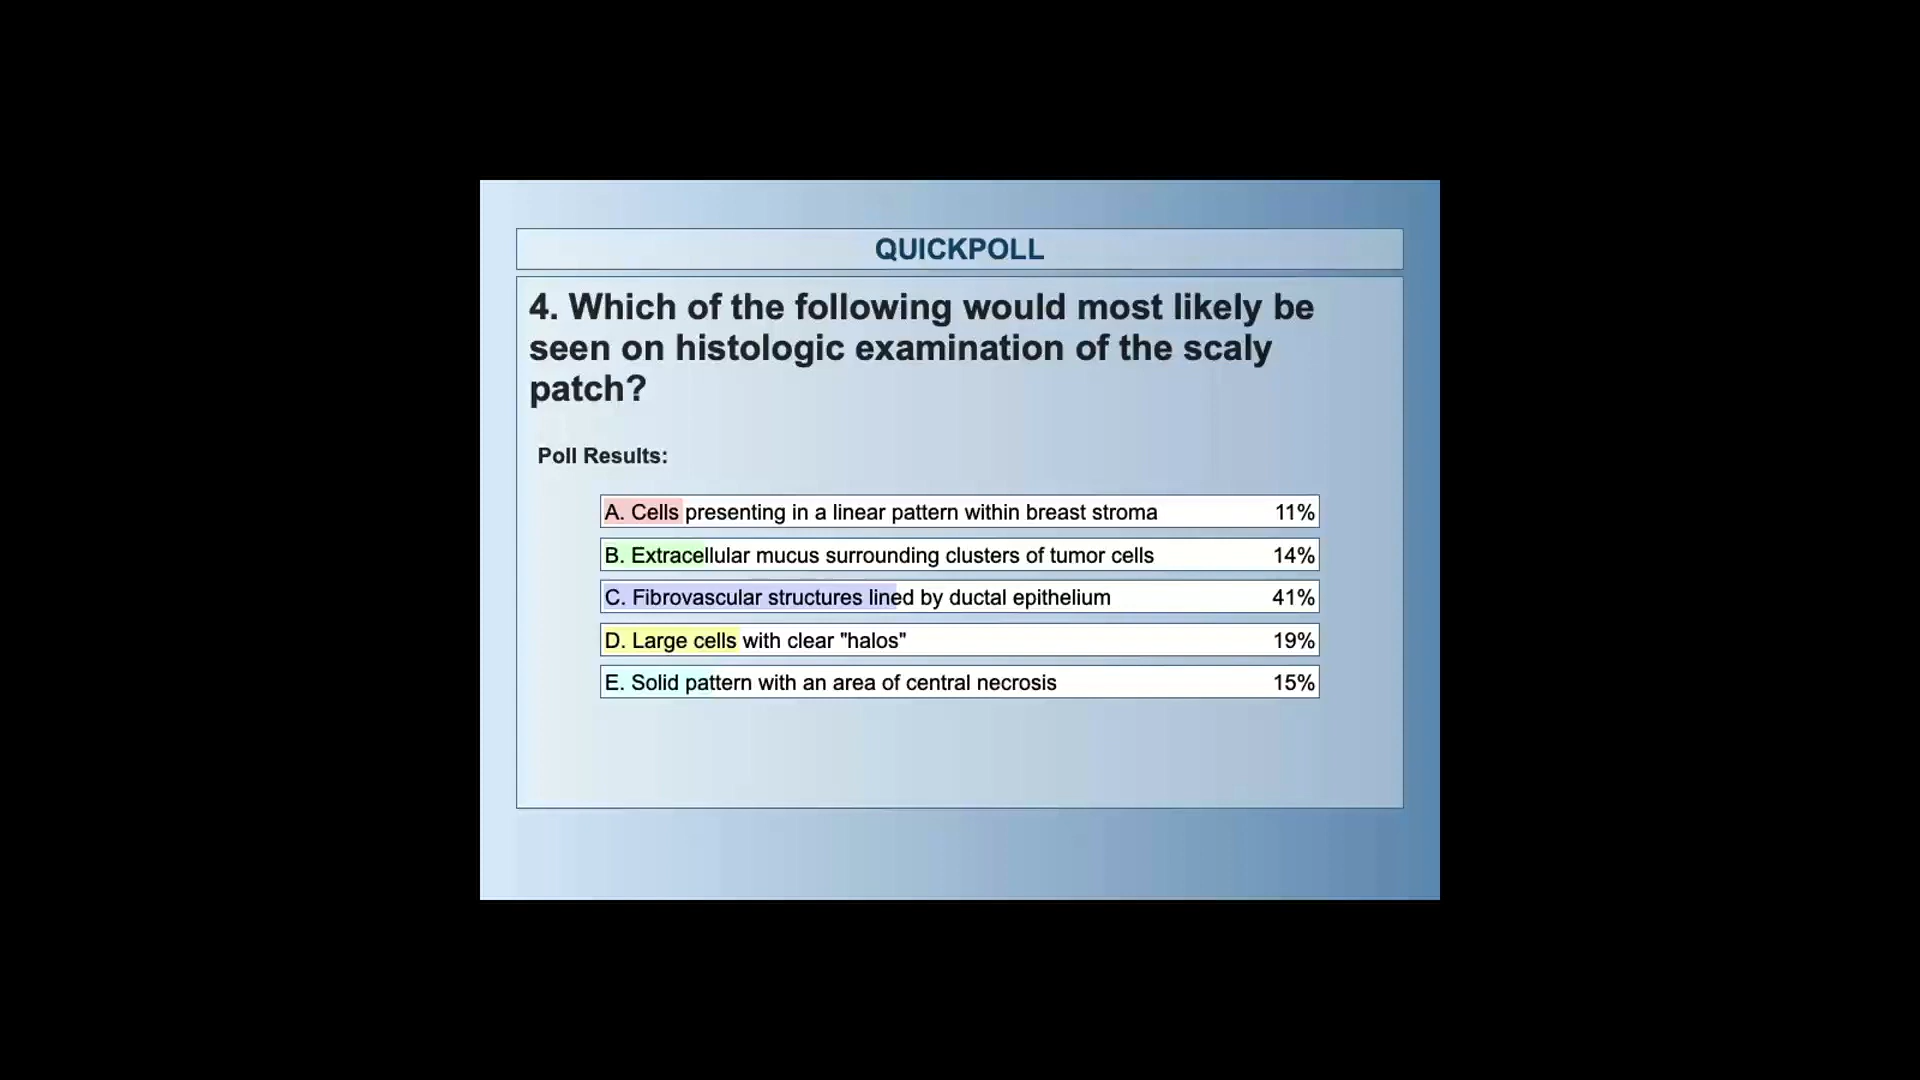 QUICKPOLL
4. Which of the following would most likely be
seen on histologic examination of the scaly
patch?
Poll Results:
A. Cells presenting in a linear pattern within breast stroma 11%
B. Extracellular mucus surrounding clusters of tumor cells 14%
C. Fibrovascular structures lined by ductal epithelium 41%
D. Large cells with clear "halos" 19%
E. Solid pattern with an area of central necrosis 15%